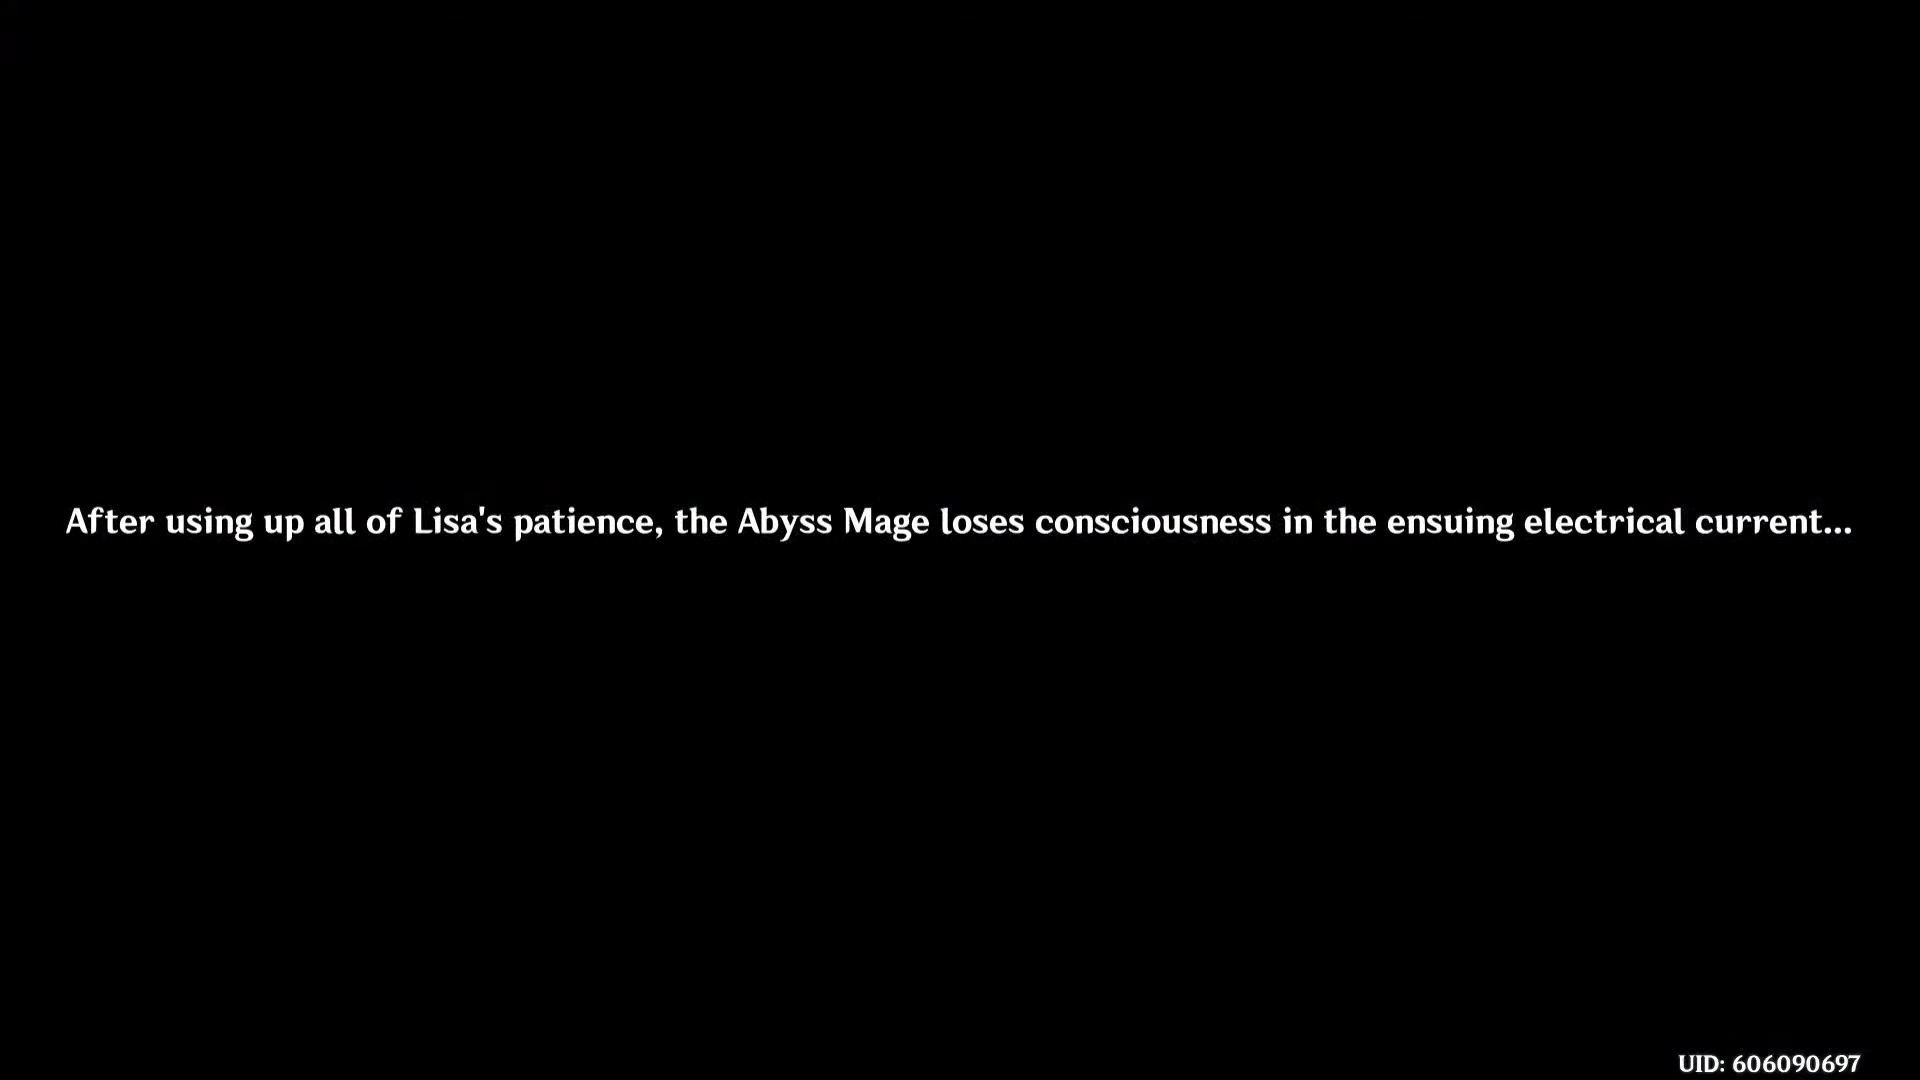 After using up all of Lisa's patience, the Abyss Mage loses consciousness in the ensuing electrical current...
UID: 606090697